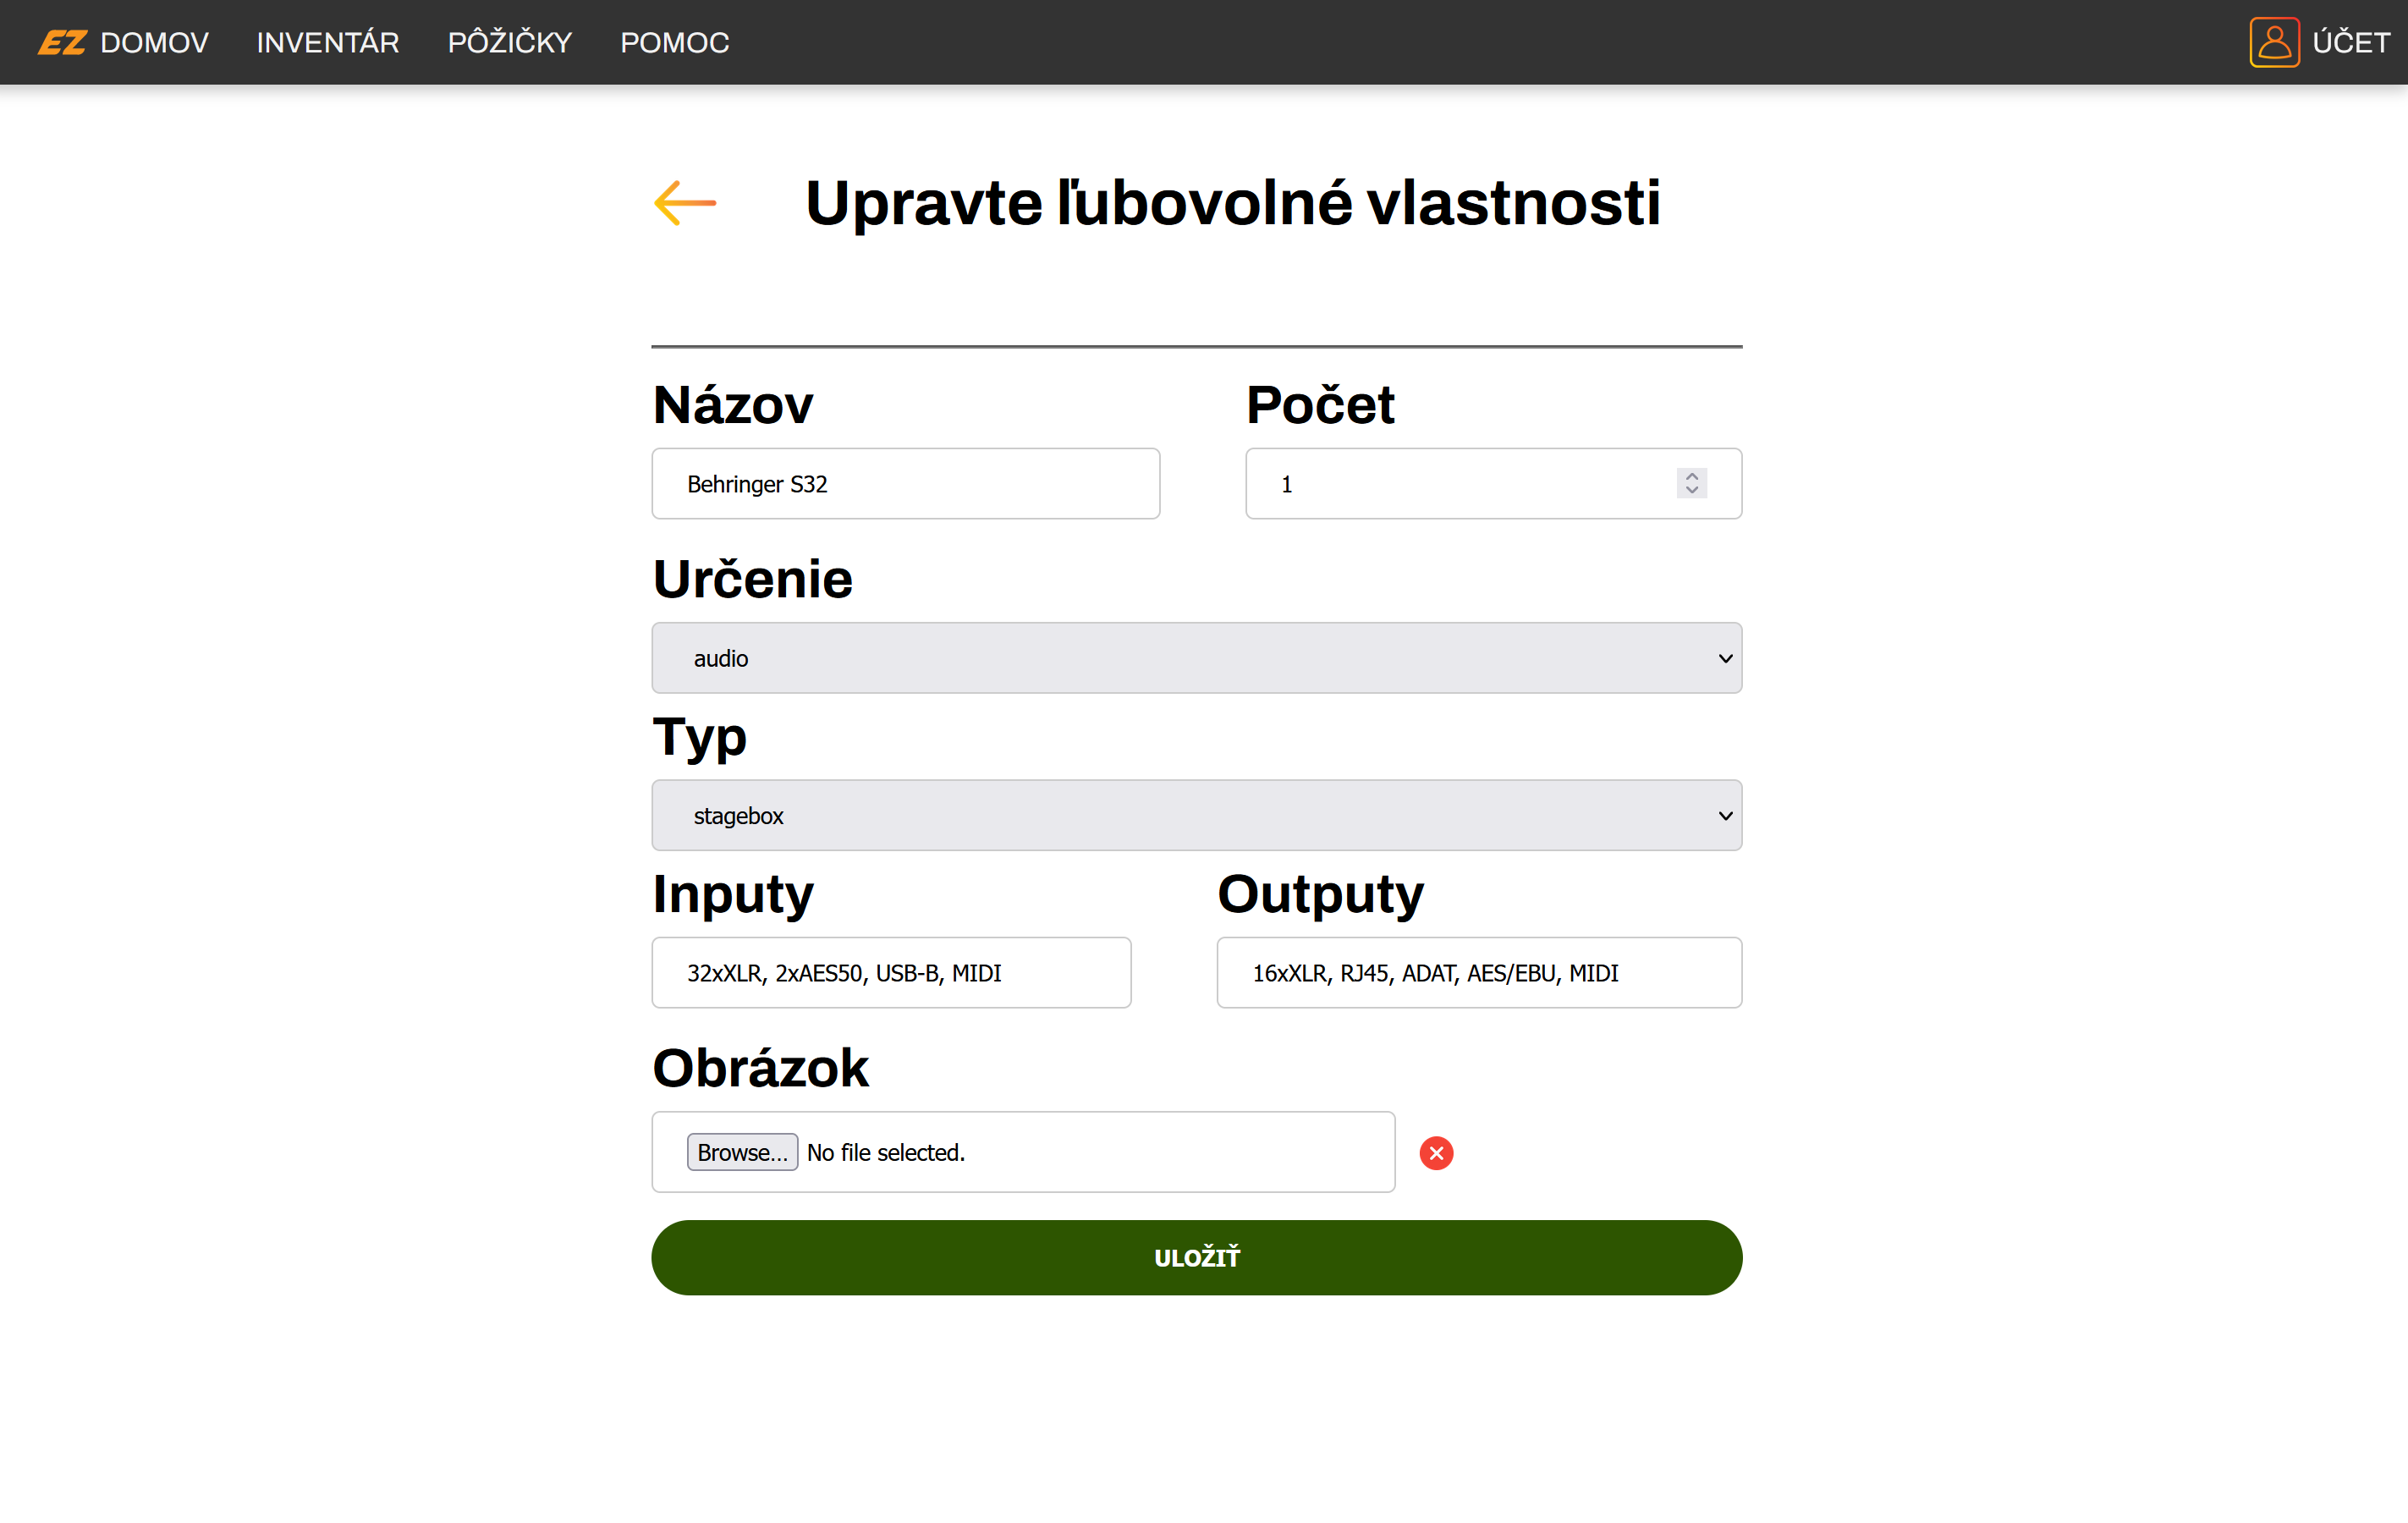 EZ DOMOV INVENTÁR PÔŽIČKY POMOC ÚČET
Upravte ľubovolné vlastnosti
Názov Počet
Behringer S32 1
Určenie
audio
Typ
stagebox
Inputy Outputy
32xXLR, 2xAES50, USB-B, MIDI 16xXLR, RJ45, ADAT, AES/EBU, MIDI
Obrázok
Browse... No file selected.
ULOŽIŤ